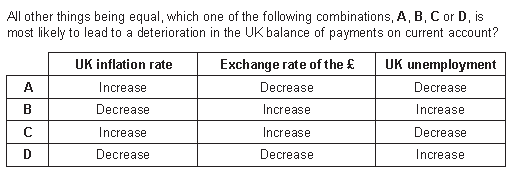 All other things being equal, which one of the following combinations, A, B, C or D, is
most likely to lead to a deterioration in the UK balance of payments on current account?
UK inflation rate Exchange rate of the £ UK unemployment
A Increase Decrease Decrease
B Decrease Increase Increase
C Increase Increase Decrease
D Decrease Decrease Increase